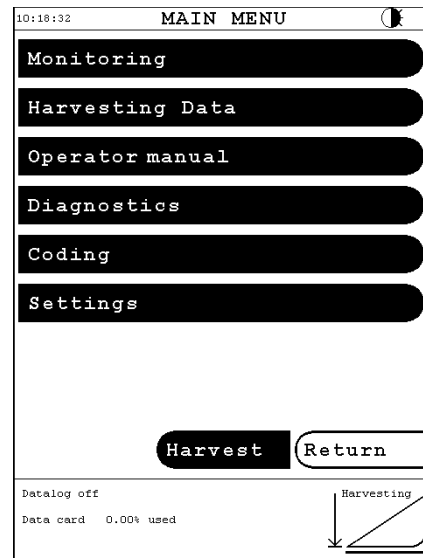 10:18:32 MAIN MENU
Monitoring
Harvesting Data
Operator manual
Diagnostics
Coding
Settings
Harvest Return
Datalog off Harvesting
Data card 0.00% used